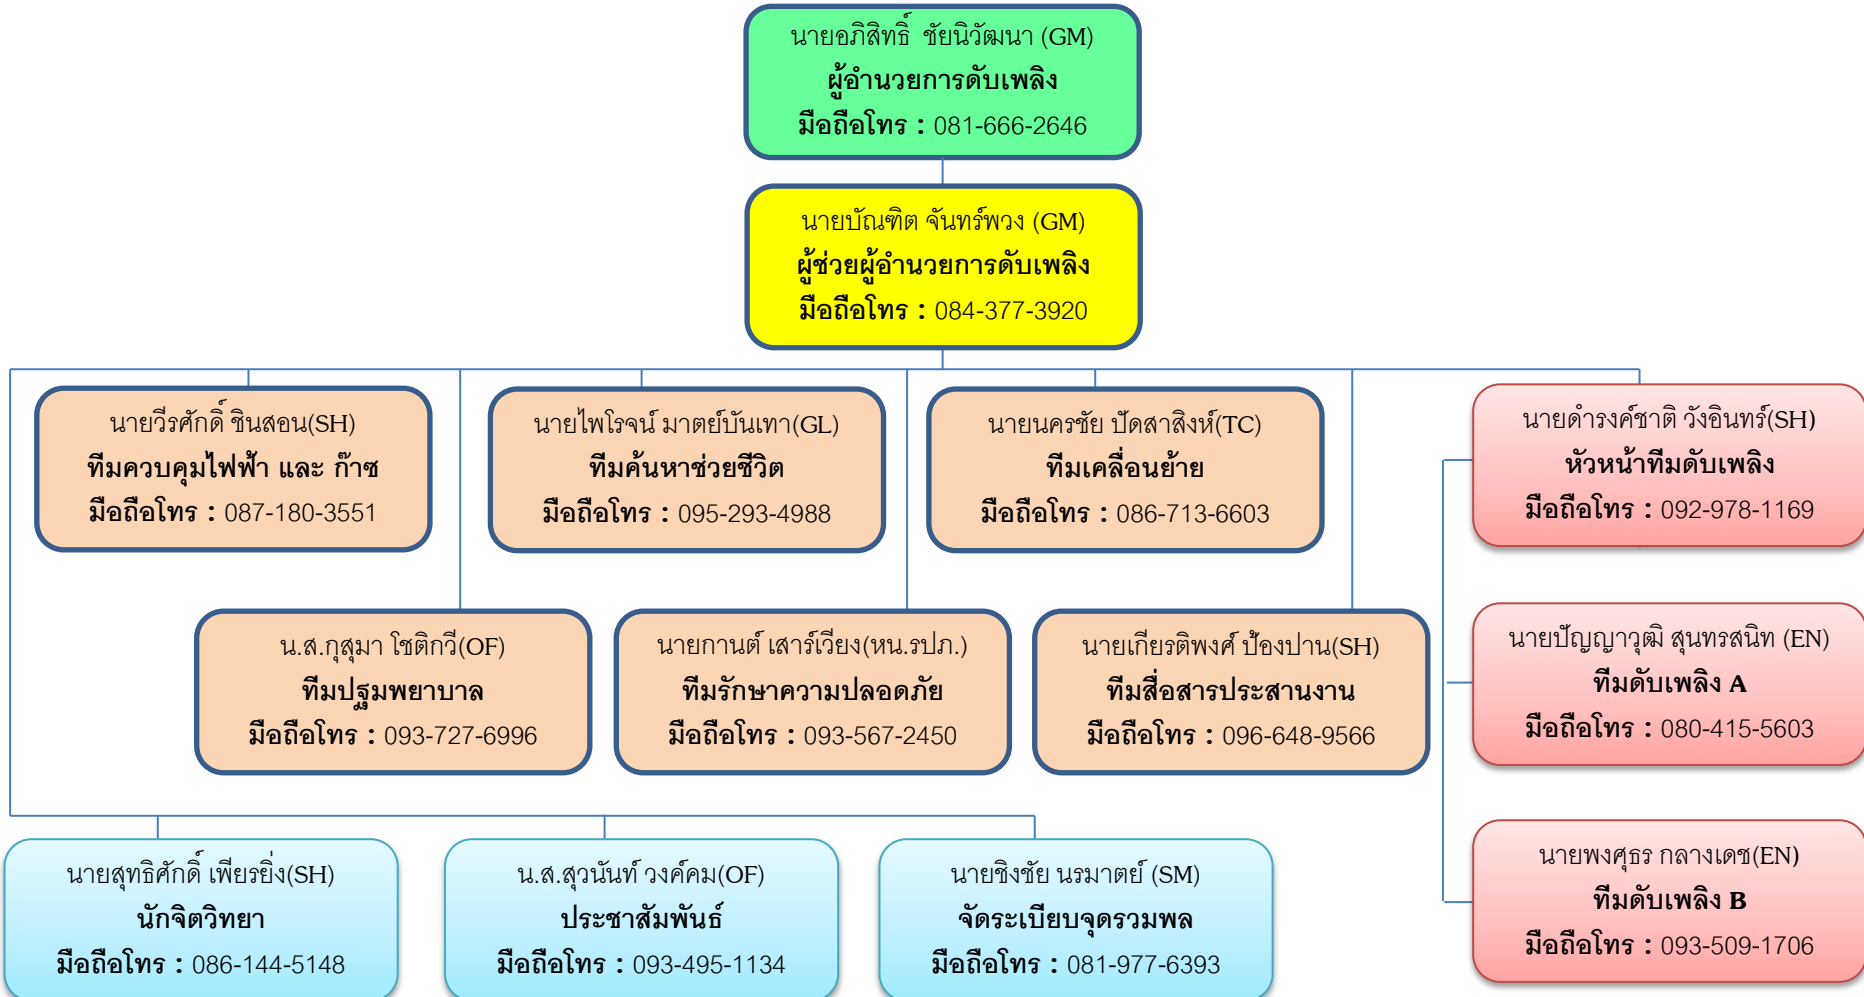 นายอภิสิทธิ์ ชัยนิวัฒนา (GM)
ผู้อำนวยการดับเพลิง
มือถือโทร : 081-666-2646
นายบัณฑิต จันทร์พวง (GM)
ผู้ช่วยผู้อำนวยการดับเพลิง
มือถือโทร : 084-377-3920
นายวีรศักดิ์ ชินสอน(SH)
ทีมควบคุมไฟฟ้า และ ก๊าซ
มือถือโทร : 087-180-3551
นายไพโรจน์ มาตย์บันเทา(GL)
ทีมค้นหาช่วยชีวิต
มือถือโทร : 095-293-4988
นายนครชัย ปัดสาสิงห์(TC)
ทีมเคลื่อนย้าย
มือถือโทร : 086-713-6603
นายดำรงค์ชาติ วังอินทร์(SH)
หัวหน้าทีมดับเพลิง
มือถือโทร : 092-978-1169
น.ส.กุสุมา โชติกวี(OF)
ทีมปฐมพยาบาล
มือถือโทร : 093-727-6996
นายกานต์ เสาร์เวียง(หน.รปภ.)
ทีมรักษาความปลอดภัย
มือถือโทร : 093-567-2450
นายเกียรติพงศ์ ป้องปาน(SH)
ทีมสื่อสารประสานงาน
มือถือโทร : 096-648-9566
นายปัญญาวุฒิ สุนทรสนิท (EN)
ทีมดับเพลิง A
มือถือโทร : 080-415-5603
นายสุทธิศักดิ์ เพียรยิ่ง(SH)
นักจิตวิทยา
มือถือโทร : 086-144-5148
น.ส.สุวนันท์ วงค์คม(OF)
ประชาสัมพันธ์
มือถือโทร : 093-495-1134
นายชิงชัย นรมาตย์ (SM)
จัดระเบียบจุดรวมพล
มือถือโทร : 081-977-6393
นายพงศุธร กลางเดช(EN)
ทีมดับเพลิง B
มือถือโทร : 093-509-1706